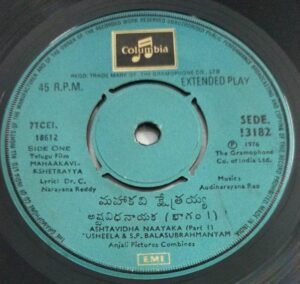 Columbia
REGD. TRADE MARK OF THE GRAMOPHONE CO. LTD
45 R.P.M.
EXTENDED PLAY
7TCEI.
18612
SIDE ONE
Telugu Film
MAHAKAVI
KSHETRAYYA
Lyric: Dr. C.
Narayana Reddy
SEDE.
13182
℗ 1976
The Gramophone
Co. of India Ltd.
Music:
Audinarayana Rao
మహాకవి క్షేత్రయ్య
అష్టవిధనాయక (భాగం 1)
ASHTAVIDHA NAAYAKA (Part 1)
SUSHEELA & S.P. BALASUBRAHMANYAM
Anjali Pictures Combines
EMI